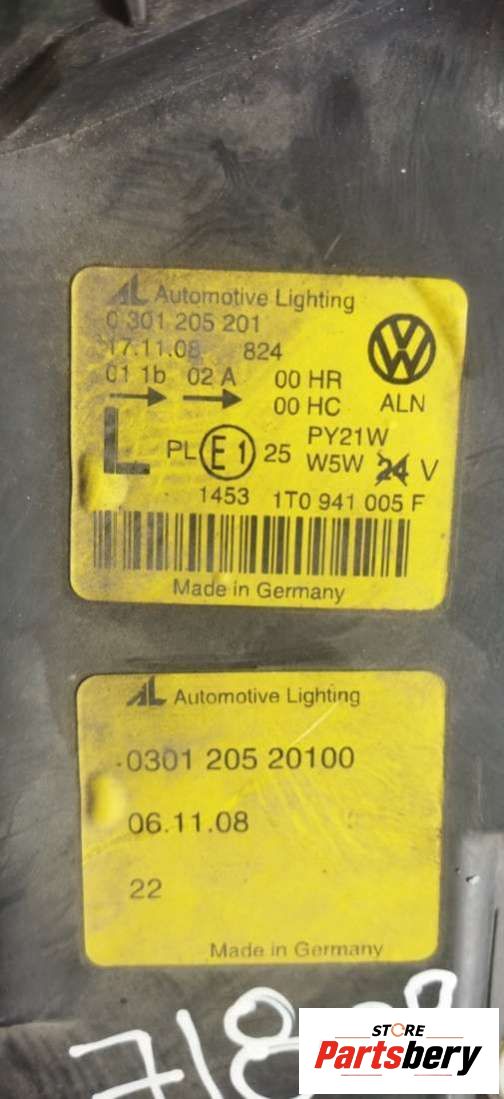 AL Automotive Lighting
0 301 205 201
17.11.08 824
01 1b 02 A 00 HR
00 HC ALN
L PL E1 25 PY21W
W5W 24 V
1453 1T0 941 005 F
Made in Germany
AL Automotive Lighting
0301 205 20100
06.11.08
22
Made in Germany
STORE
Partsbery